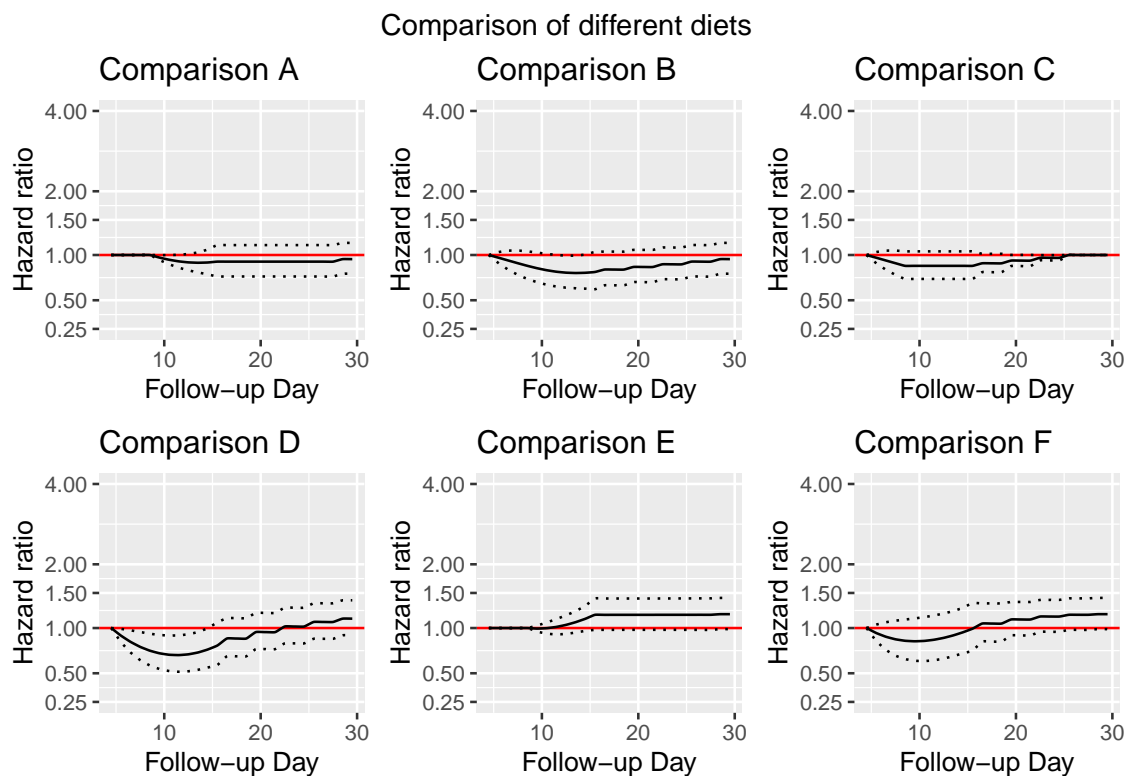 Comparison of different diets
Comparison A
Comparison B
Comparison C
Hazard ratio
4.00
2.00
1.50
1.00
0.50
0.25
10
20
30
Follow−up Day
Hazard ratio
4.00
2.00
1.50
1.00
0.50
0.25
10
20
30
Follow−up Day
Hazard ratio
4.00
2.00
1.50
1.00
0.50
0.25
10
20
30
Follow−up Day
Comparison D
Comparison E
Comparison F
Hazard ratio
4.00
2.00
1.50
1.00
0.50
0.25
10
20
30
Follow−up Day
Hazard ratio
4.00
2.00
1.50
1.00
0.50
0.25
10
20
30
Follow−up Day
Hazard ratio
4.00
2.00
1.50
1.00
0.50
0.25
10
20
30
Follow−up Day